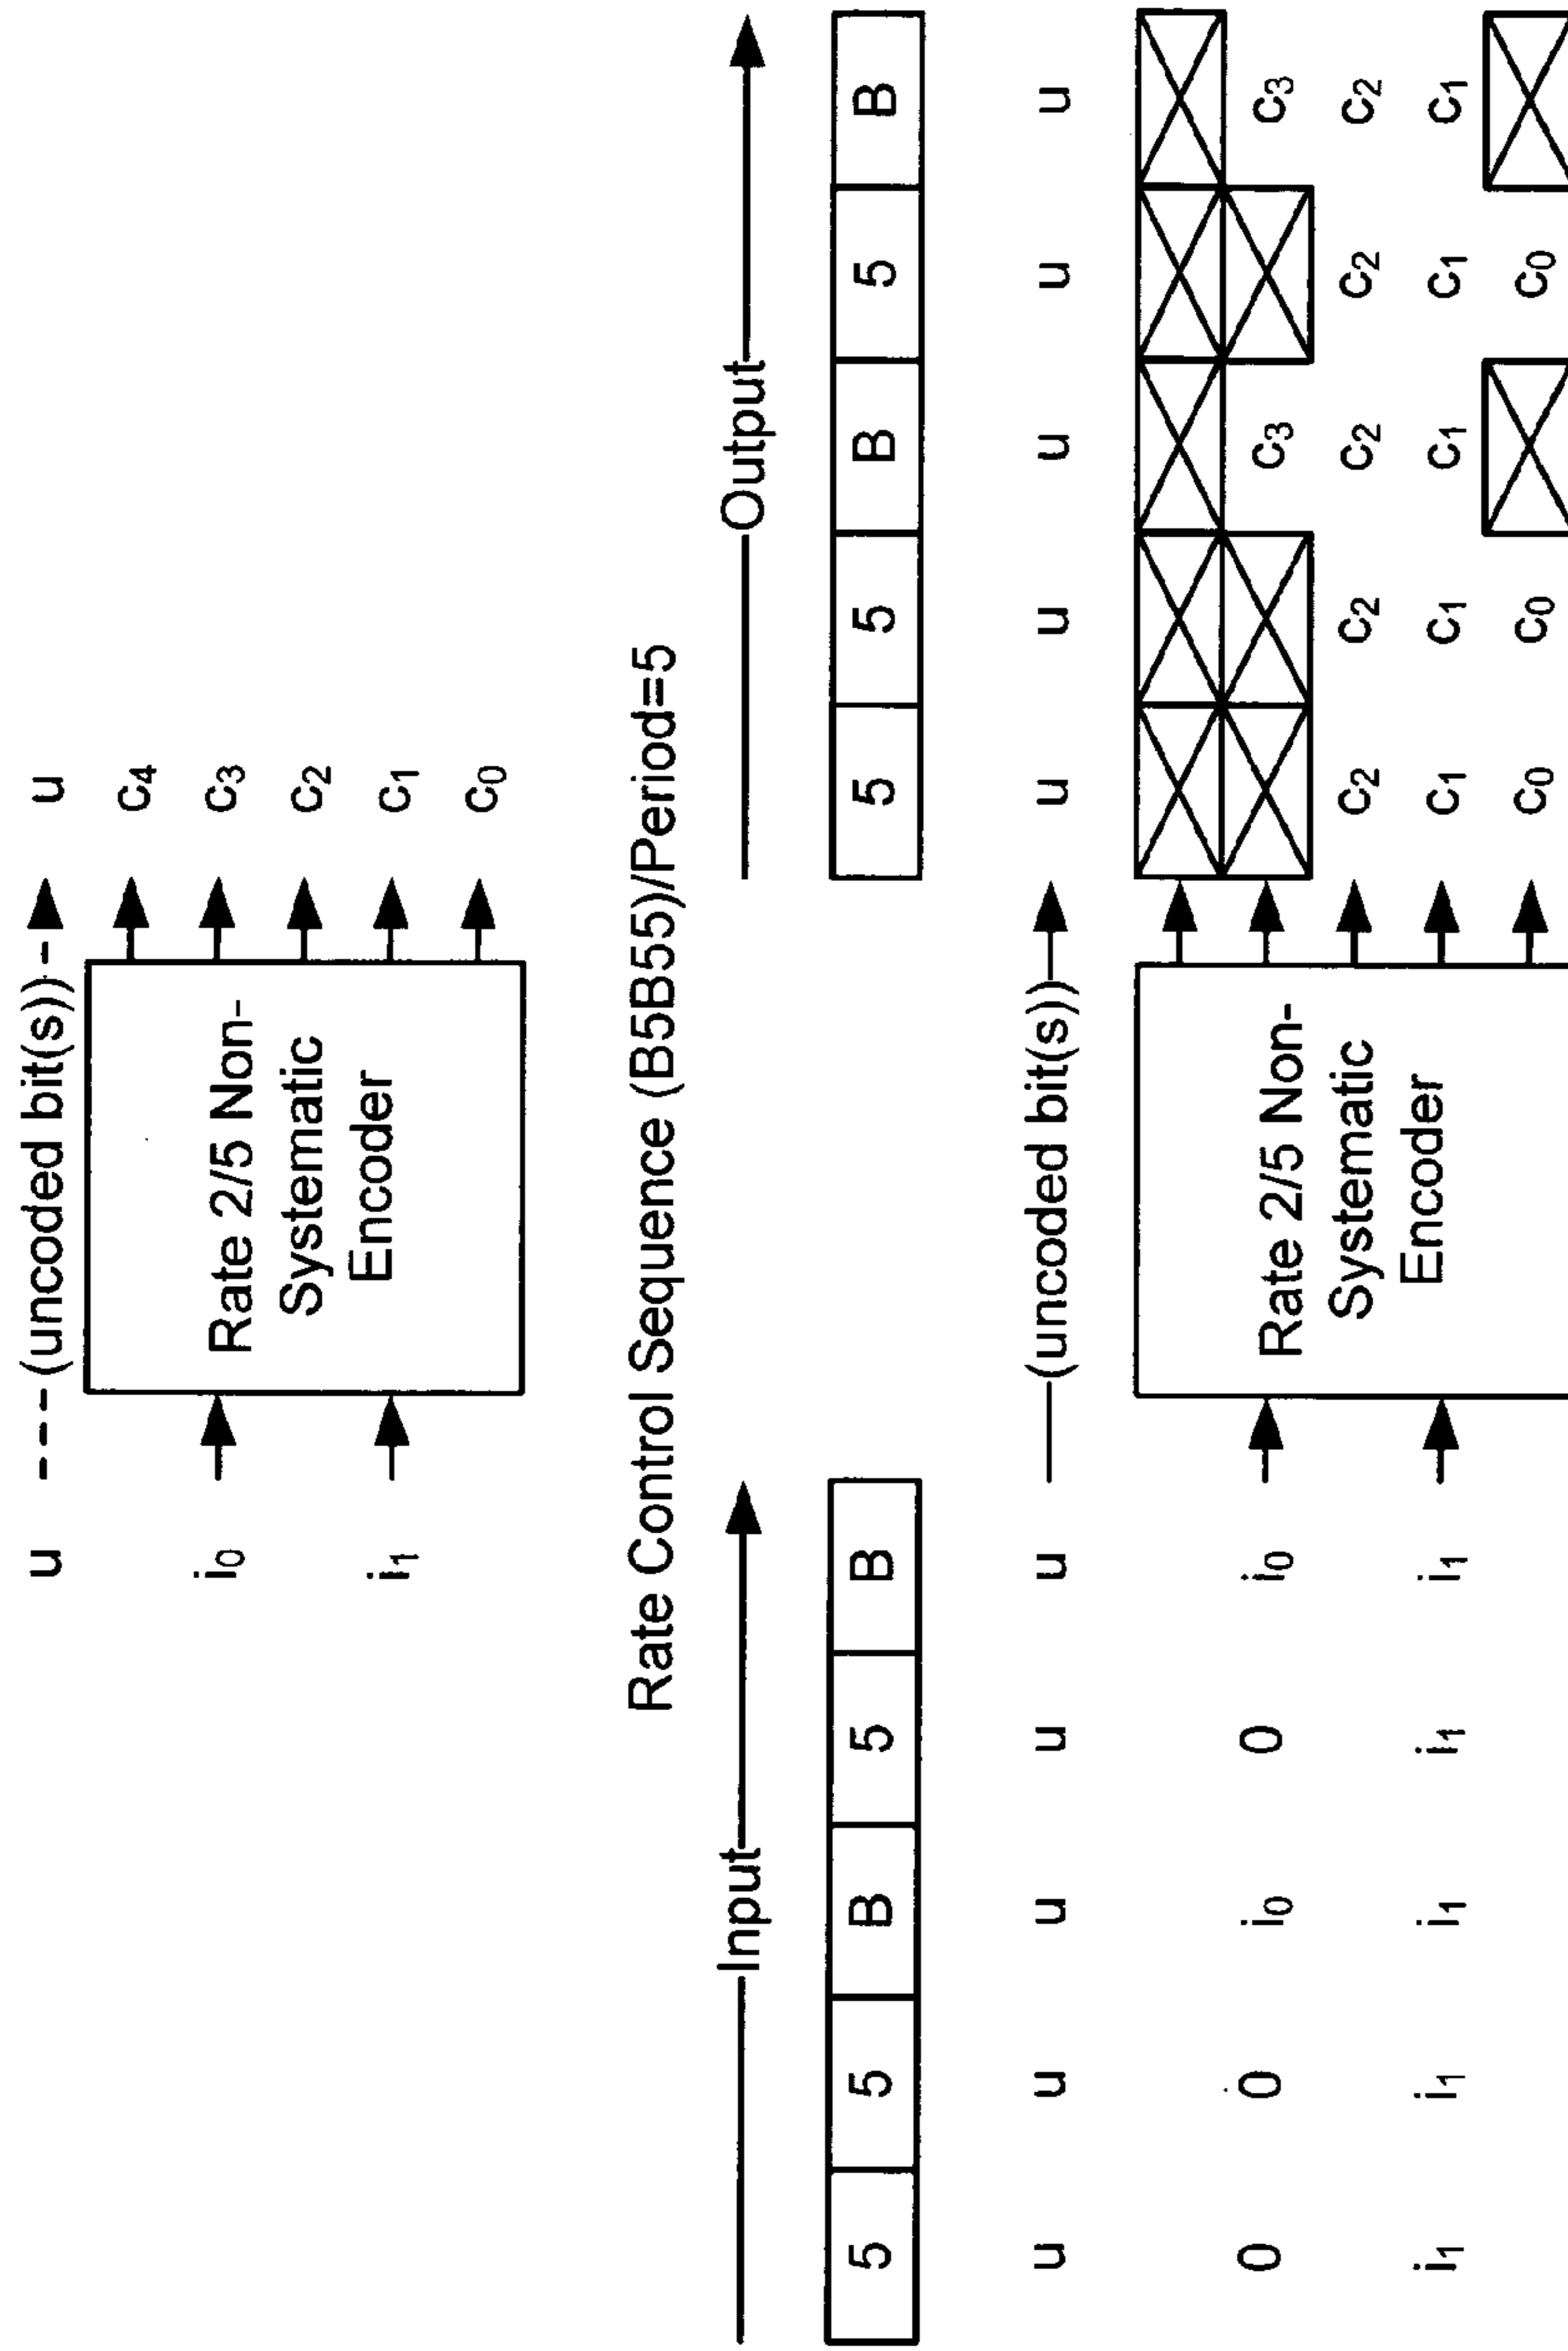 u ---(uncoded bit(s))- u
c4
i0 c3
c2
i1 c1
c0
Rate 2/5 Non-
Systematic
Encoder
Rate Control Sequence (B5B55)/Period=5
Input Output
5 5 B 5 B 5 5 B 5 B
u u u u u (uncoded bit(s)) u u u u u
0 0 i0 0 i0 c3 c3
c2 c2 c2 c2 c2
i1 i1 i1 i1 i1 c1 c1 c1 c1 c1
c0 c0 c0
Rate 2/5 Non-
Systematic
Encoder